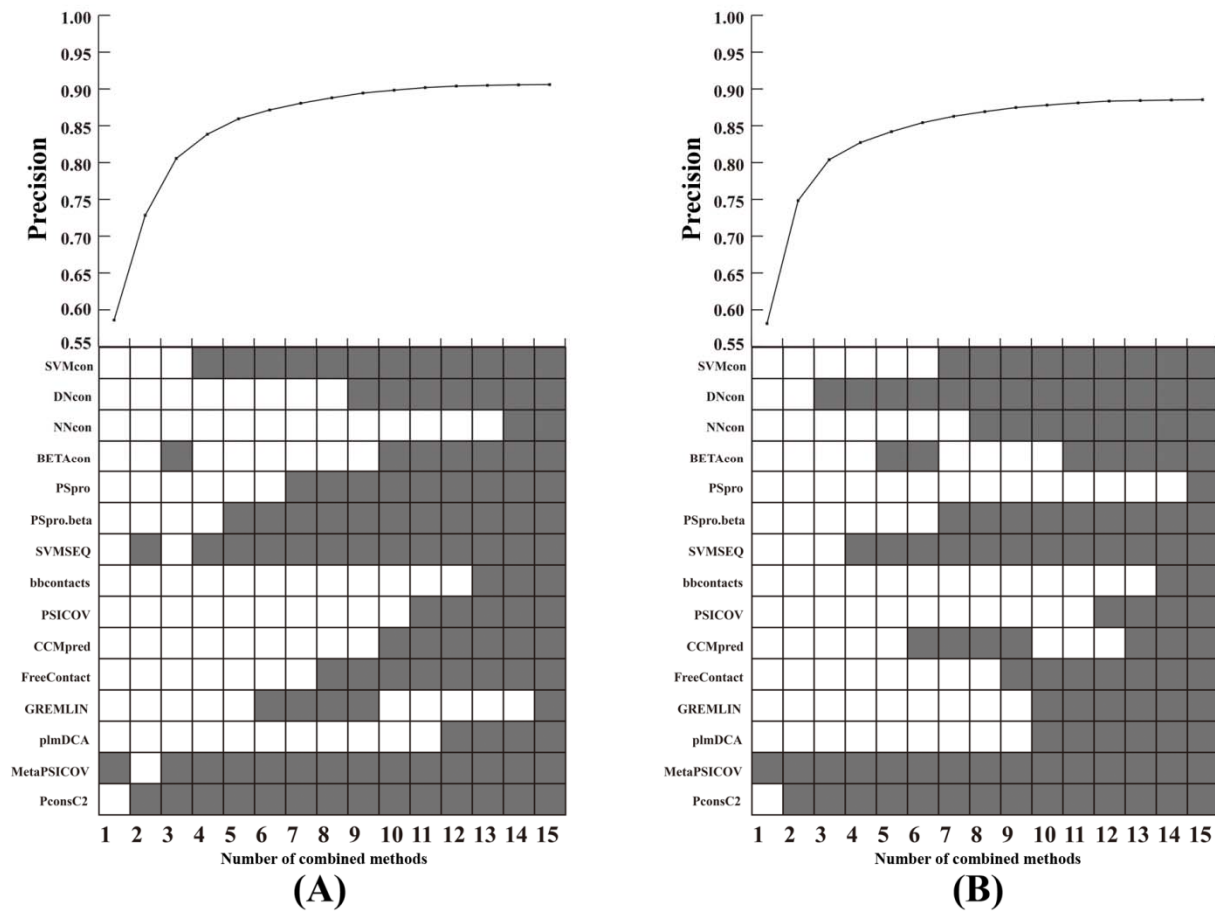 1.00
0.95
0.90
0.85
0.80
0.75
0.70
0.65
0.60
0.55
Precision
SVMcon
DNcon
NNcon
BETAcon
PSpro
PSpro.beta
SVMSEQ
bbcontacts
PSICOV
CCMpred
FreeContact
GREMLIN
plmDCA
MetaPSICOV
PconsC2
1 2 3 4 5 6 7 8 9 10 11 12 13 14 15
Number of combined methods
(A)
1.00
0.95
0.90
0.85
0.80
0.75
0.70
0.65
0.60
0.55
Precision
SVMcon
DNcon
NNcon
BETAcon
PSpro
PSpro.beta
SVMSEQ
bbcontacts
PSICOV
CCMpred
FreeContact
GREMLIN
plmDCA
MetaPSICOV
PconsC2
1 2 3 4 5 6 7 8 9 10 11 12 13 14 15
Number of combined methods
(B)